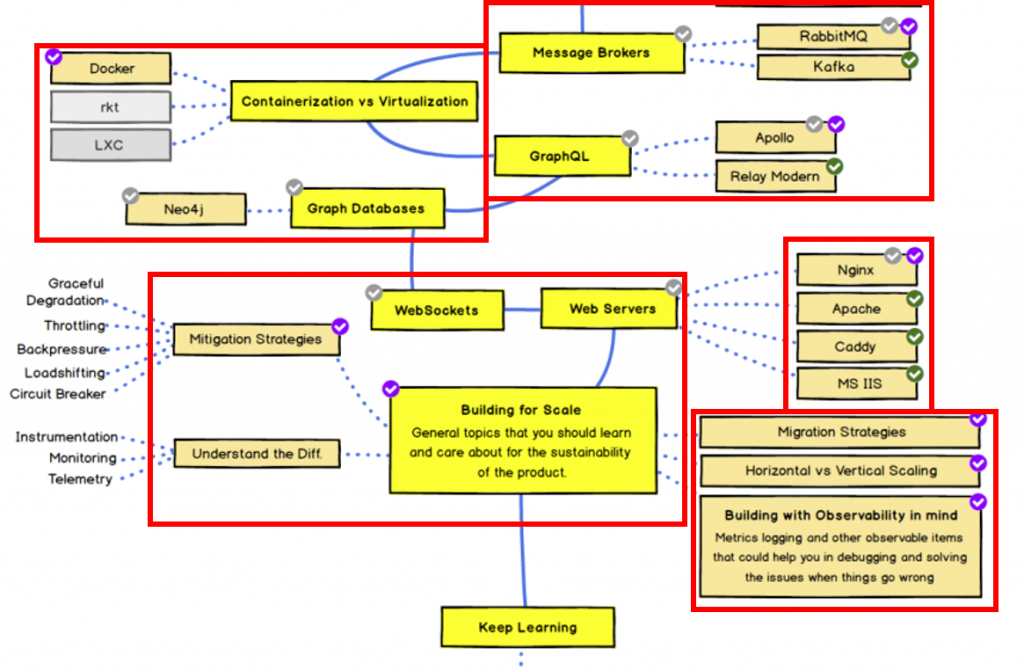 Message Brokers
RabbitMQ
Kafka
Docker
rkt
LXC
Containerization vs Virtualization
GraphQL
Apollo
Relay Modern
Neo4j
Graph Databases
WebSockets
Web Servers
Nginx
Apache
Caddy
MS IIS
Graceful
Degradation
Throttling
Backpressure
Loadshifting
Circuit Breaker
Mitigation Strategies
Instrumentation
Monitoring
Telemetry
Understand the Diff.
Building for Scale
General topics that you should learn
and care about for the sustainability
of the product.
Migration Strategies
Horizontal vs Vertical Scaling
Building with Observability in mind
Metrics logging and other observable items
that could help you in debugging and solving
the issues when things go wrong
Keep Learning